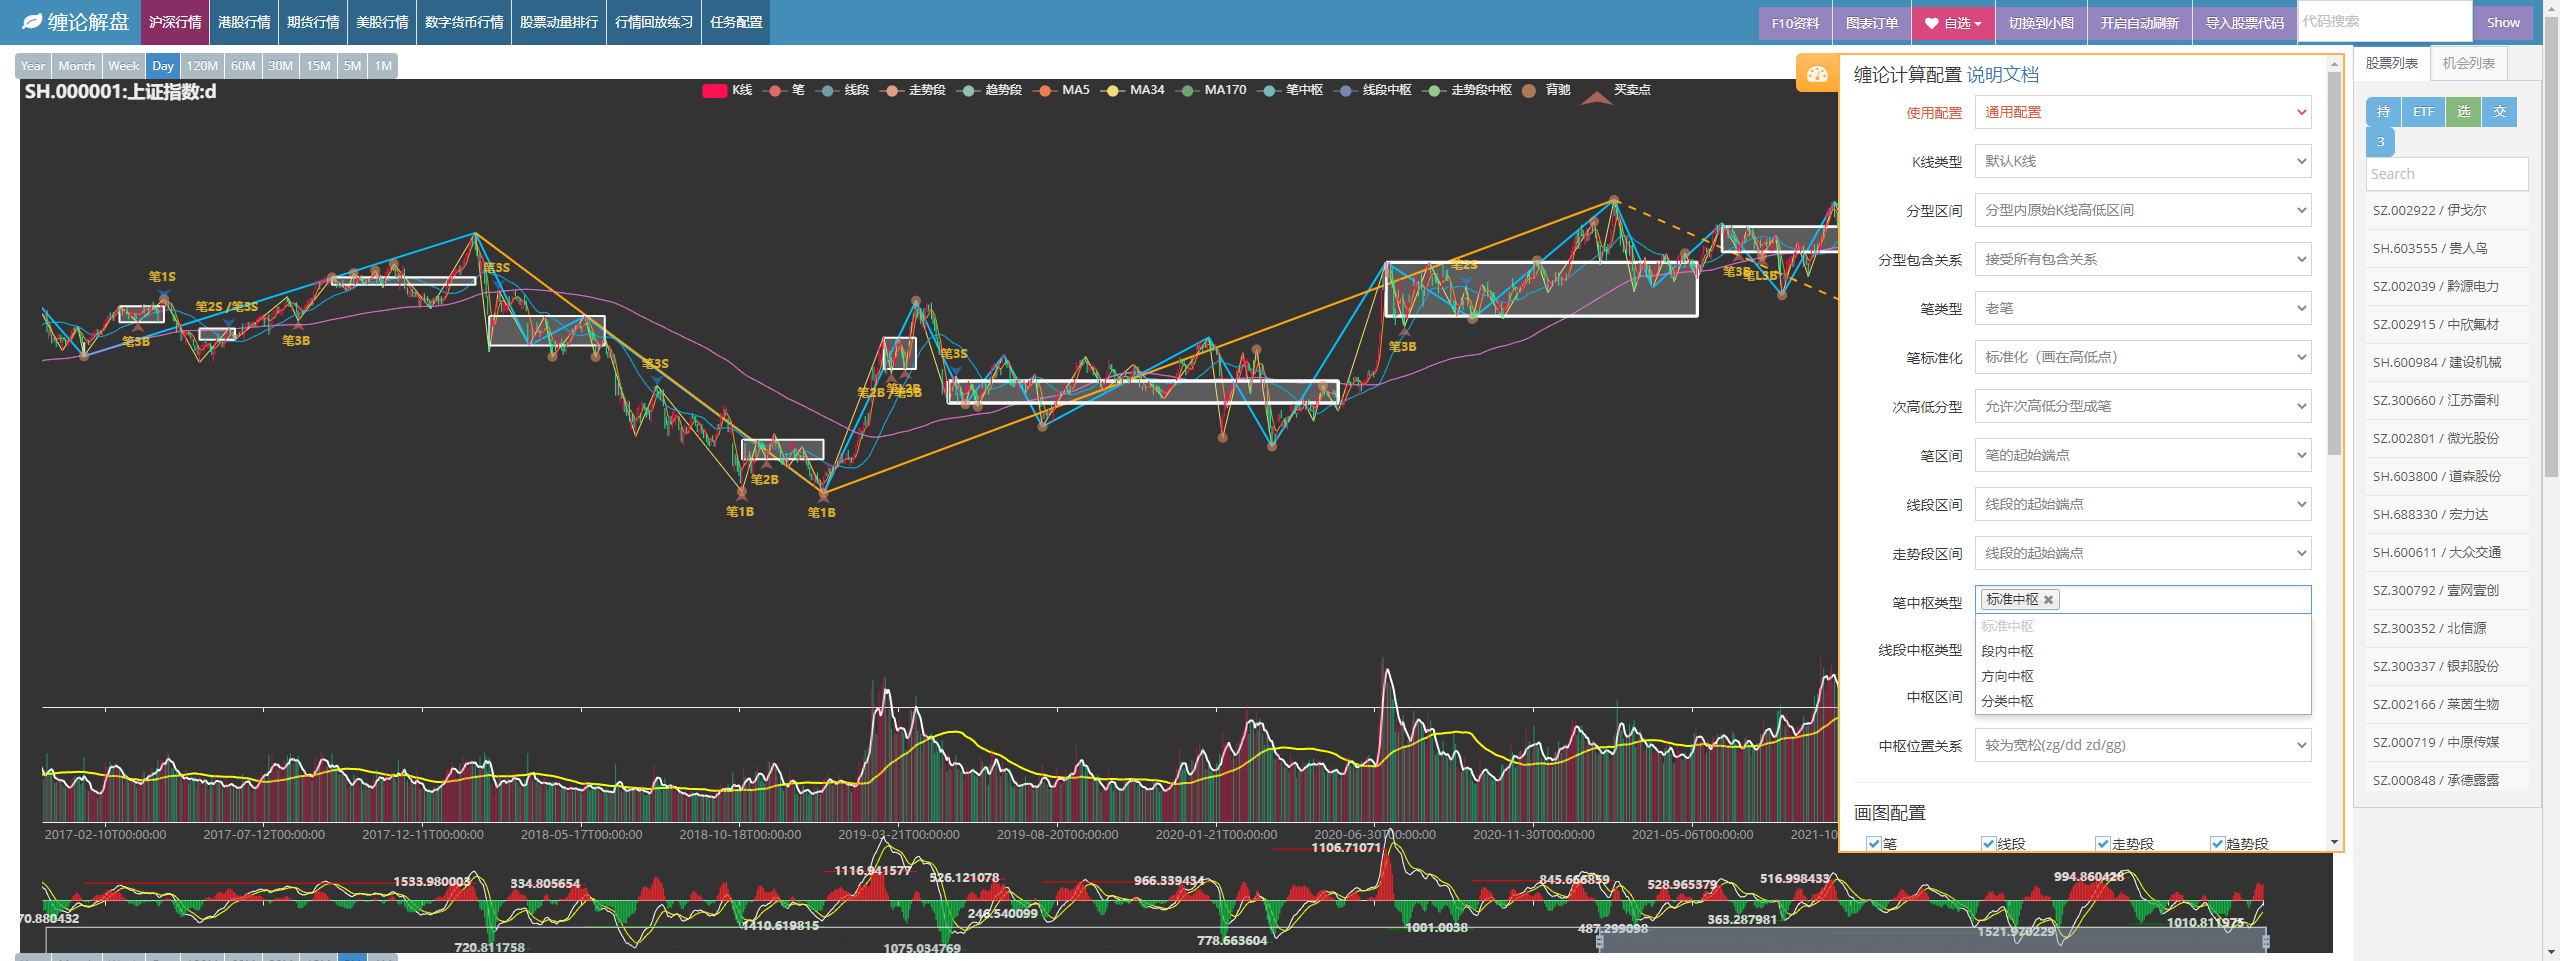 缠论解盘 沪深行情 港股行情 期货行情 美股行情 数字货币行情 股票动量排行 行情回放练习 任务配置 F10资料 图表订单 自选 切换到小图 开启自动刷新 导入股票代码 代码搜索 Show
Year Month Week Day 120M 60M 30M 15M 5M 1M
SH.000001:上证指数:d
K线 笔 线段 走势段 趋势段 MA5 MA34 MA170 笔中枢 线段中枢 走势段中枢 背驰 买卖点
笔1S
笔3B
笔2S /笔3S
笔3B
笔3S
笔3S
笔1B
笔2B
笔1B
笔3S
笔2S
笔3B
笔3B
笔L3B
2017-02-10T00:00:00 2017-07-12T00:00:00 2017-12-11T00:00:00 2018-05-17T00:00:00 2018-10-18T00:00:00 2019-03-21T00:00:00 2019-08-20T00:00:00 2020-01-21T00:00:00 2020-06-30T00:00:00 2020-11-30T00:00:00 2021-05-06T00:00:00 2021-10
70.880432
1533.980003
720.811758
334.805654
1410.619815
1116.941577
1075.034769
526.121078
246.540099
966.339434
778.663604
1106.71071
1001.0038
845.666859
487.299098
528.965379
363.287981
516.998433
1521.970229
994.860428
1010.811975
缠论计算配置 说明文档
使用配置 通用配置
K线类型 默认K线
分型区间 分型内原始K线高低区间
分型包含关系 接受所有包含关系
笔类型 老笔
笔标准化 标准化（画在高低点）
次高低分型 允许次高低分型成笔
笔区间 笔的起始端点
线段区间 线段的起始端点
走势段区间 线段的起始端点
笔中枢类型 标准中枢
标准中枢
段内中枢
方向中枢
分类中枢
线段中枢类型
中枢区间
中枢位置关系 较为宽松(zg/dd zd/gg)
画图配置
笔 线段 走势段 趋势段
股票列表 机会列表
持 ETF 选 交
3
Search
SZ.002922 / 伊戈尔
SH.603555 / 贵人鸟
SZ.002039 / 黔源电力
SZ.002915 / 中欣氟材
SH.600984 / 建设机械
SZ.300660 / 江苏雷利
SZ.002801 / 微光股份
SH.603800 / 道森股份
SH.688330 / 宏力达
SH.600611 / 大众交通
SZ.300792 / 壹网壹创
SZ.300352 / 北信源
SZ.300337 / 银邦股份
SZ.002166 / 莱茵生物
SZ.000719 / 中原传媒
SZ.000848 / 承德露露